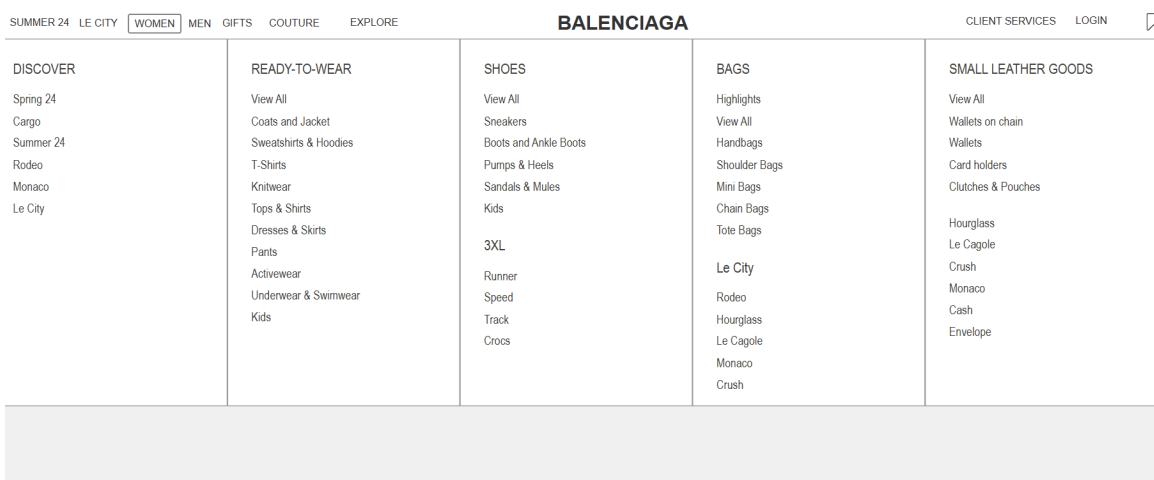 SUMMER 24 LE CITY WOMEN MEN GIFTS COUTURE EXPLORE BALENCIAGA CLIENT SERVICES LOGIN
DISCOVER
Spring 24
Cargo
Summer 24
Rodeo
Monaco
Le City
READY-TO-WEAR
View All
Coats and Jacket
Sweatshirts & Hoodies
T-Shirts
Knitwear
Tops & Shirts
Dresses & Skirts
Pants
Activewear
Underwear & Swimwear
Kids
SHOES
View All
Sneakers
Boots and Ankle Boots
Pumps & Heels
Sandals & Mules
Kids
3XL
Runner
Speed
Track
Crocs
BAGS
Highlights
View All
Handbags
Shoulder Bags
Mini Bags
Chain Bags
Tote Bags
Le City
Rodeo
Hourglass
Le Cagole
Monaco
Crush
SMALL LEATHER GOODS
View All
Wallets on chain
Wallets
Card holders
Clutches & Pouches
Hourglass
Le Cagole
Crush
Monaco
Cash
Envelope